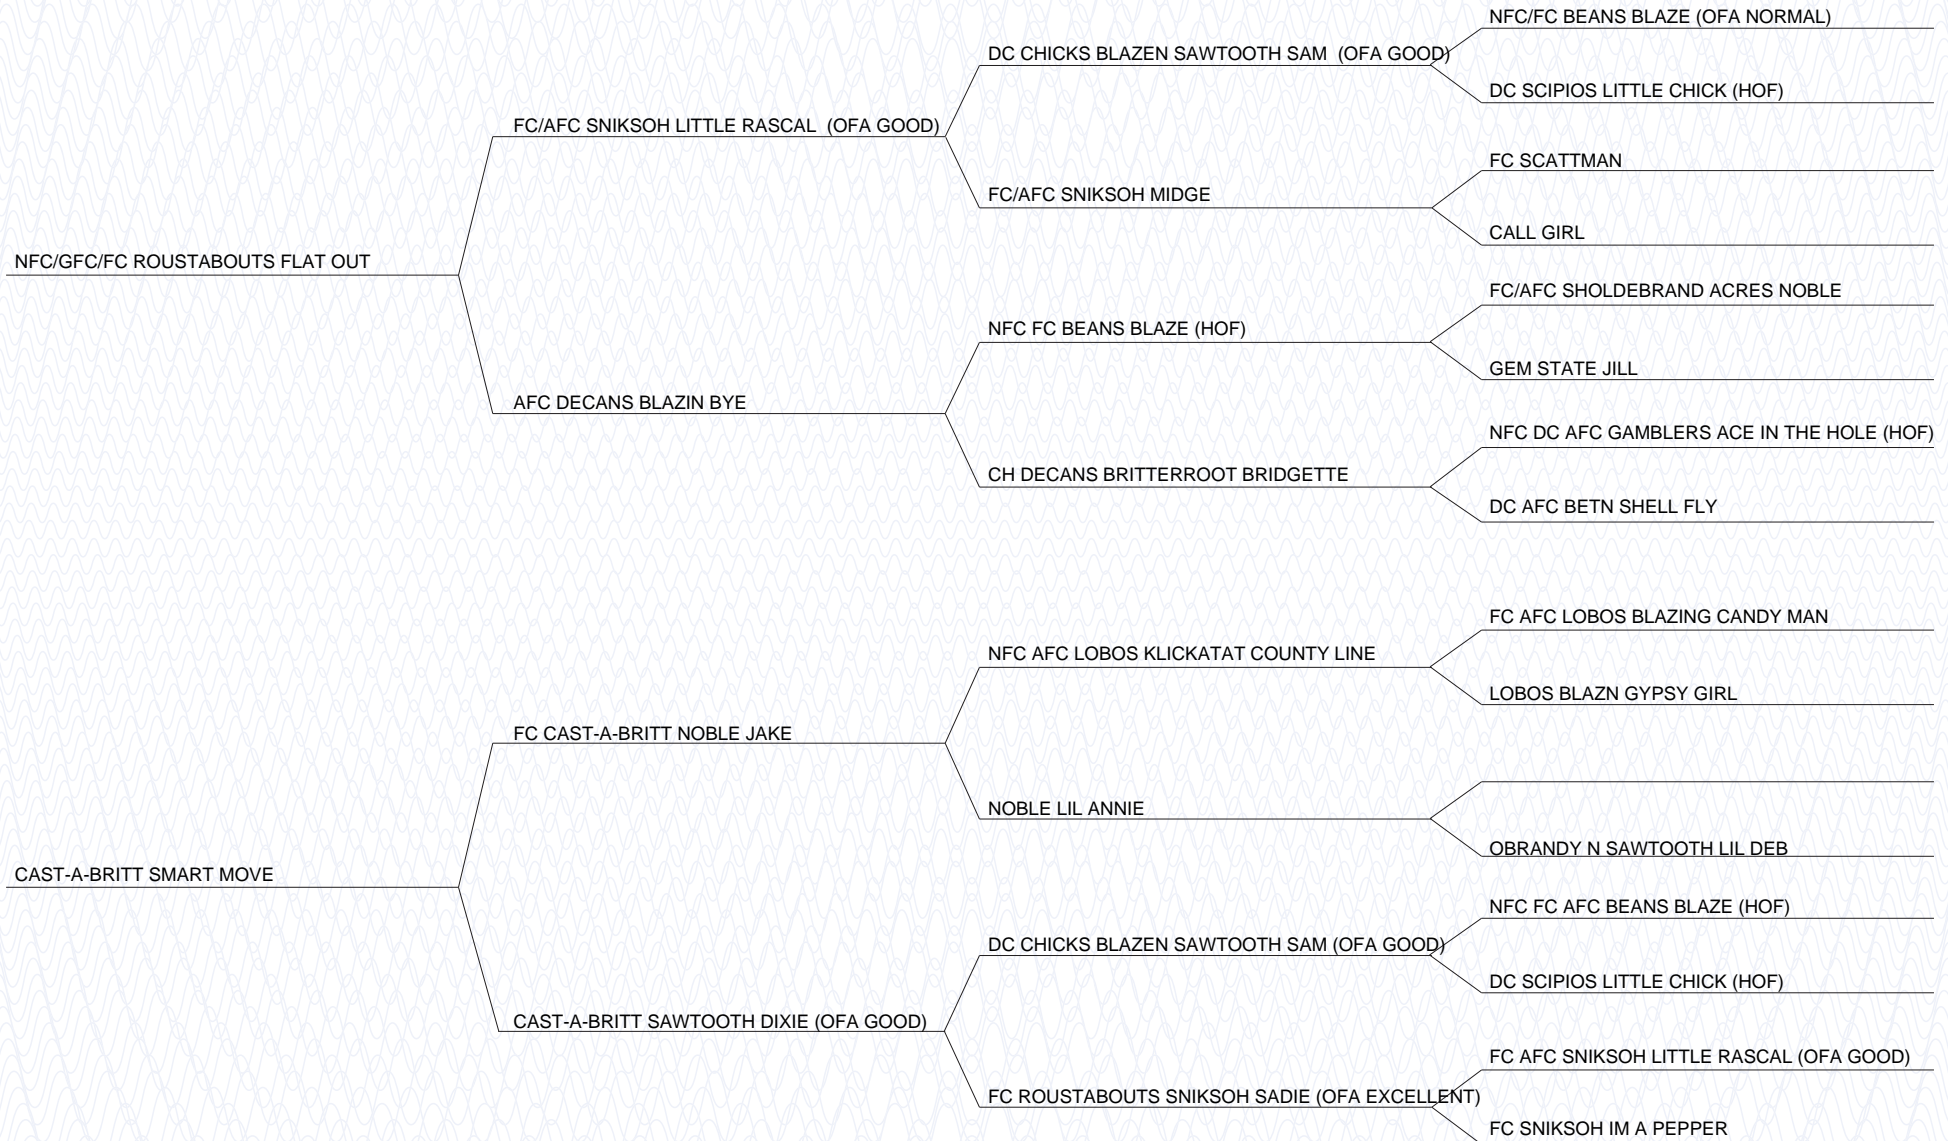 NFC/FC BEANS BLAZE (OFA NORMAL)
DC CHICKS BLAZEN SAWTOOTH SAM  (OFA GOOD)
DC SCIPIOS LITTLE CHICK (HOF)
FC/AFC SNIKSOH LITTLE RASCAL  (OFA GOOD)
FC SCATTMAN
FC/AFC SNIKSOH MIDGE
CALL GIRL
NFC/GFC/FC ROUSTABOUTS FLAT OUT
FC/AFC SHOLDEBRAND ACRES NOBLE
NFC FC BEANS BLAZE (HOF)
GEM STATE JILL
AFC DECANS BLAZIN BYE
NFC DC AFC GAMBLERS ACE IN THE HOLE (HOF)
CH DECANS BRITTERROOT BRIDGETTE
DC AFC BETN SHELL FLY
FC AFC LOBOS BLAZING CANDY MAN
NFC AFC LOBOS KLICKATAT COUNTY LINE
LOBOS BLAZN GYPSY GIRL
FC CAST-A-BRITT NOBLE JAKE
NOBLE LIL ANNIE
OBRANDY N SAWTOOTH LIL DEB
CAST-A-BRITT SMART MOVE
NFC FC AFC BEANS BLAZE (HOF)
DC CHICKS BLAZEN SAWTOOTH SAM (OFA GOOD)
DC SCIPIOS LITTLE CHICK (HOF)
CAST-A-BRITT SAWTOOTH DIXIE (OFA GOOD)
FC AFC SNIKSOH LITTLE RASCAL (OFA GOOD)
FC ROUSTABOUTS SNIKSOH SADIE (OFA EXCELLENT)
FC SNIKSOH IM A PEPPER